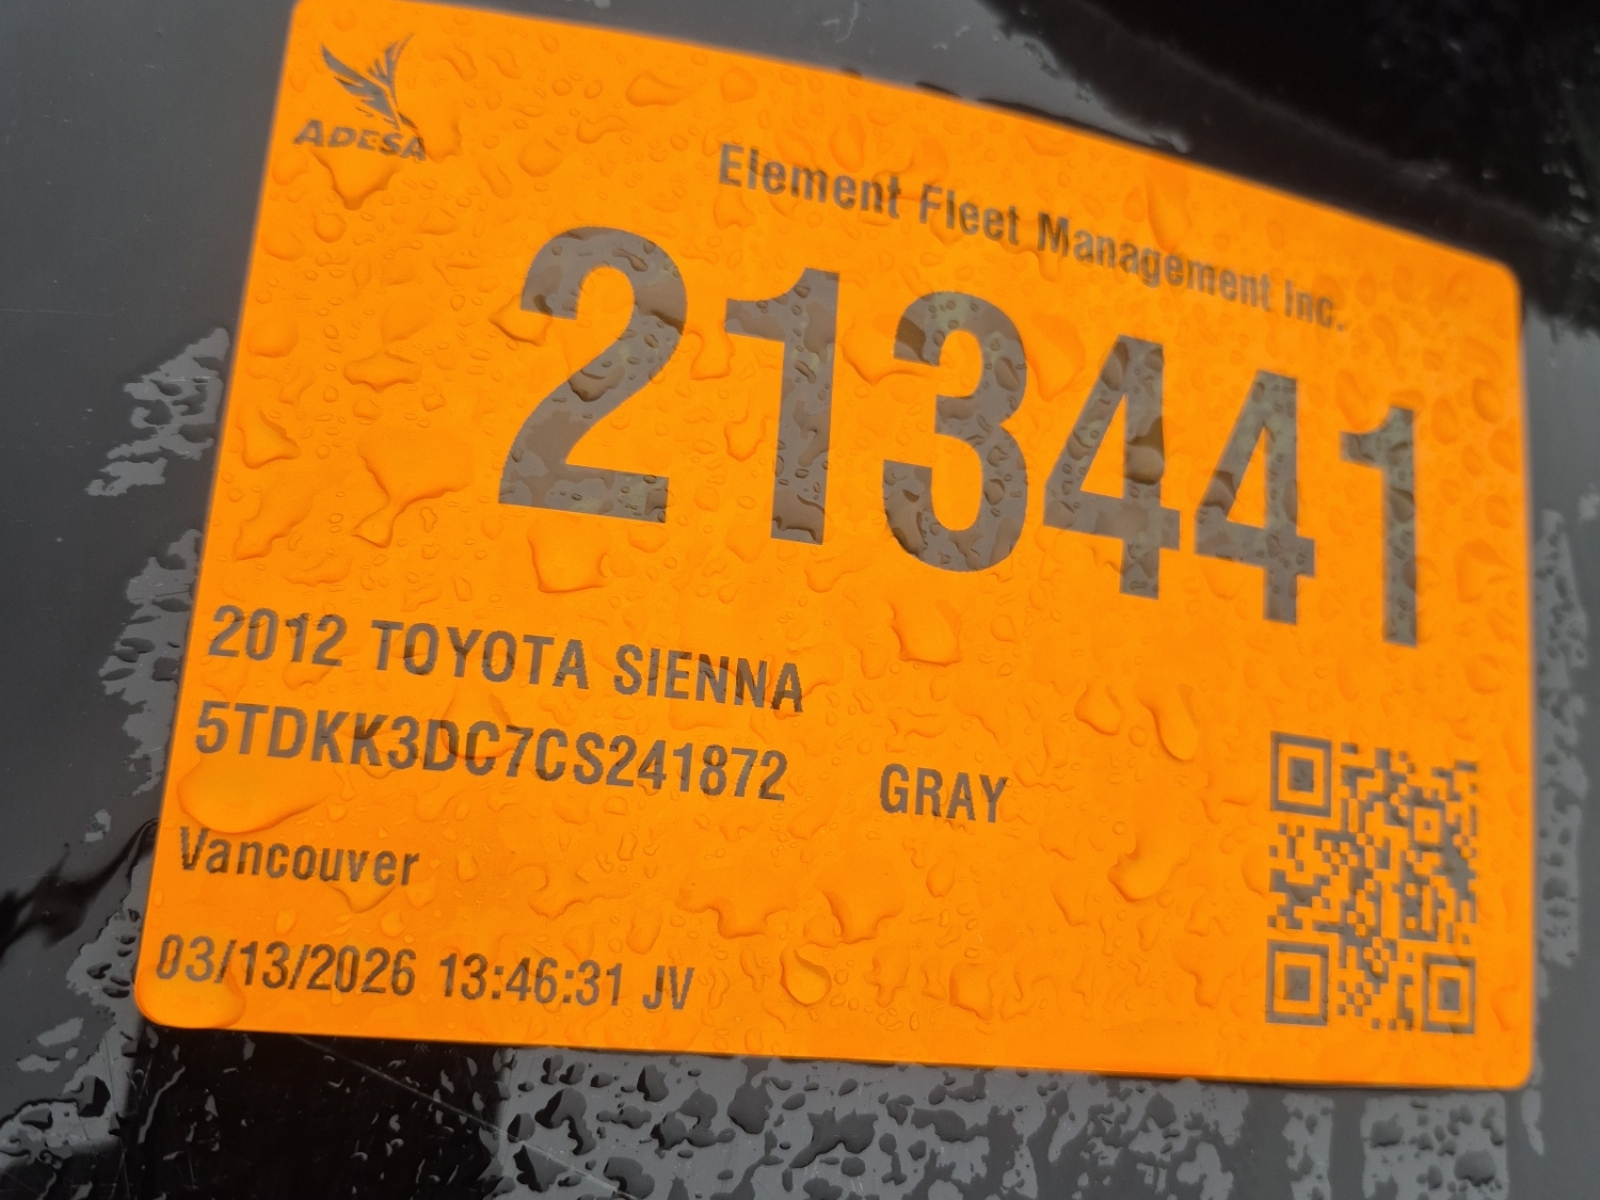 ADESA
Element Fleet Management Inc.
213441
2012 TOYOTA SIENNA
5TDKK3DC7CS241872 GRAY
Vancouver
03/13/2026 13:46:31 JV